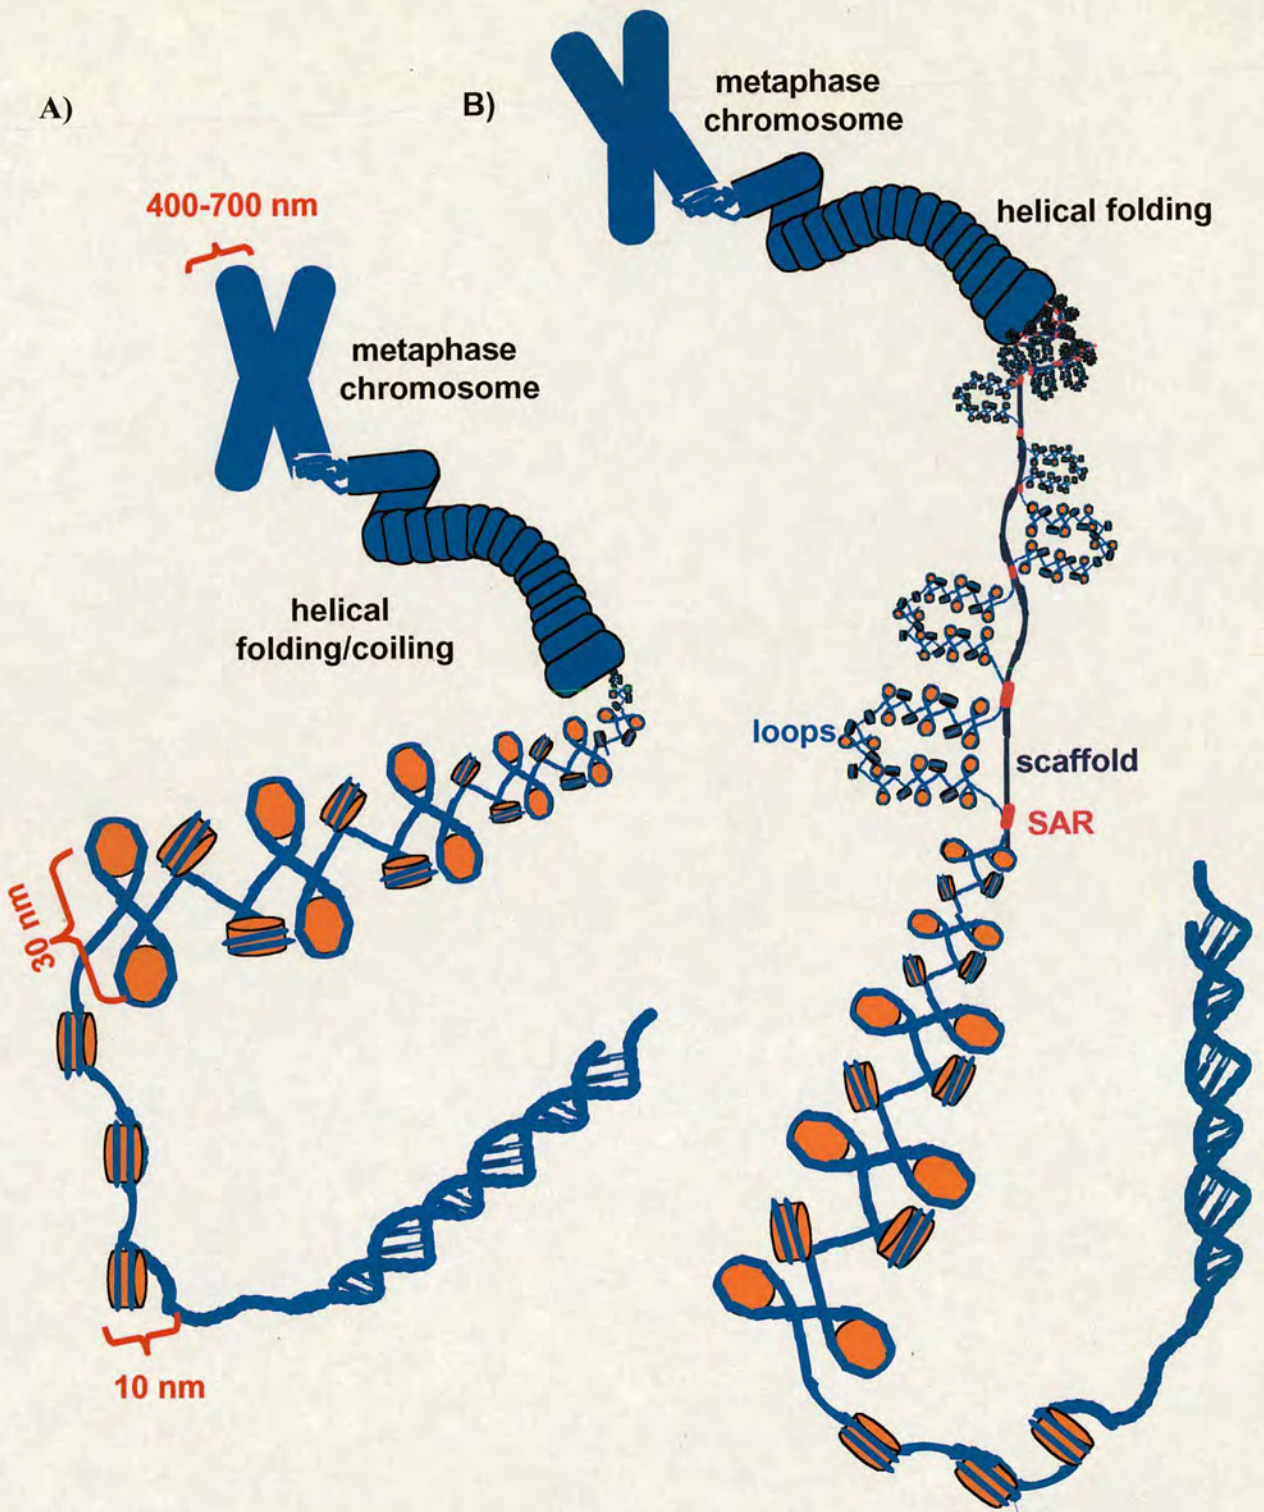 A)
400-700 nm
metaphase
chromosome
helical
folding/coiling
30 nm
10 nm
B)
metaphase
chromosome
helical folding
loops
scaffold
SAR